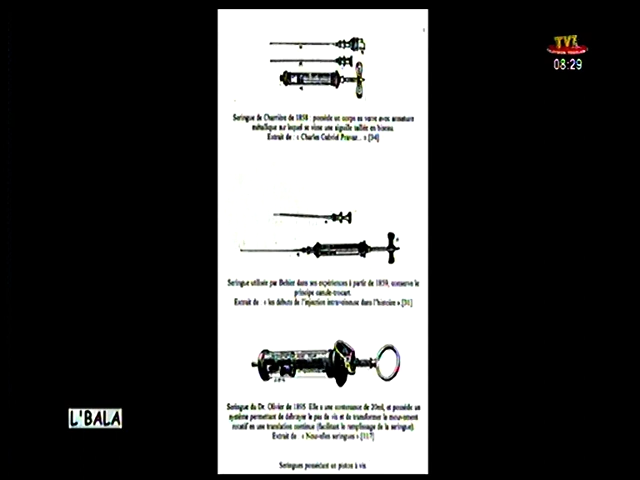 TVZ
08:29
Seringue de Charrière de 1858 : possède un corps en verre avec armature
métallique sur lequel se visse une aiguille taillée en biseau
Extrait de : « Charles Gabriel Pravaz... » [54]
Seringue utilisée par Behier dans ses expériences à partir de 1859, conserve le
principe canule-trocart.
Extrait de : « les débuts de l'injection intra-veineuse dans l'histoire » [31]
Seringue du Dr. Olivier de 1895. Elle a une contenance de 20ml, et possède un
système permettant de débrayer le pas de vis et de transformer le mouvement
rotatif en une translation continue (facilitant le remplissage de la seringue).
Extrait de : « Nouvelles seringues » [117]
L'BALA
Seringues possédant un piston à vis